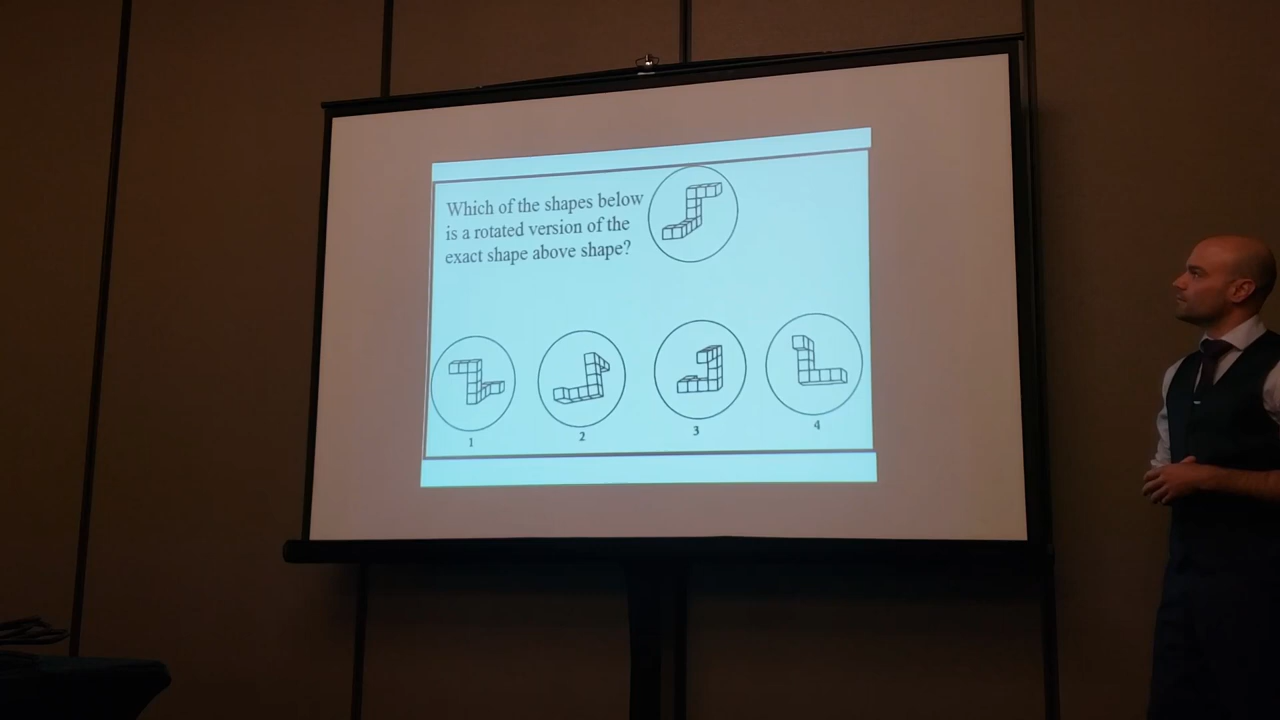 Which of the shapes below
is a rotated version of the
exact shape above shape?
1
2
3
4